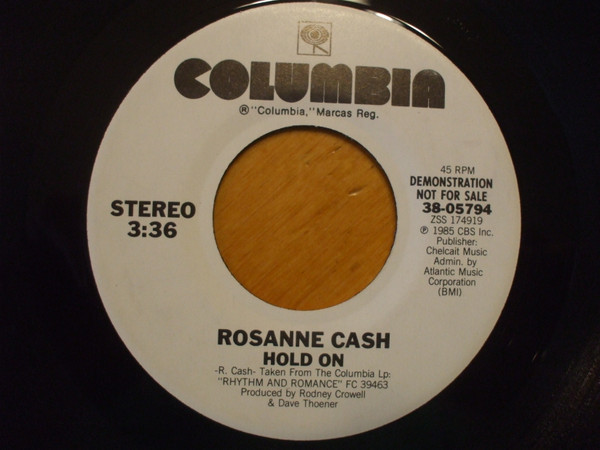 COLUMBIA
® "Columbia," Marcas Reg.
STEREO
3:36
45 RPM
DEMONSTRATION
NOT FOR SALE
38-05794
ZSS 174919
℗ 1985 CBS Inc.
Publisher:
Chelcait Music
Admin. by
Atlantic Music
Corporation
(BMI)
ROSANNE CASH
HOLD ON
-R. Cash- Taken From The Columbia Lp:
"RHYTHM AND ROMANCE" FC 39463
Produced by Rodney Crowell
& Dave Thoener